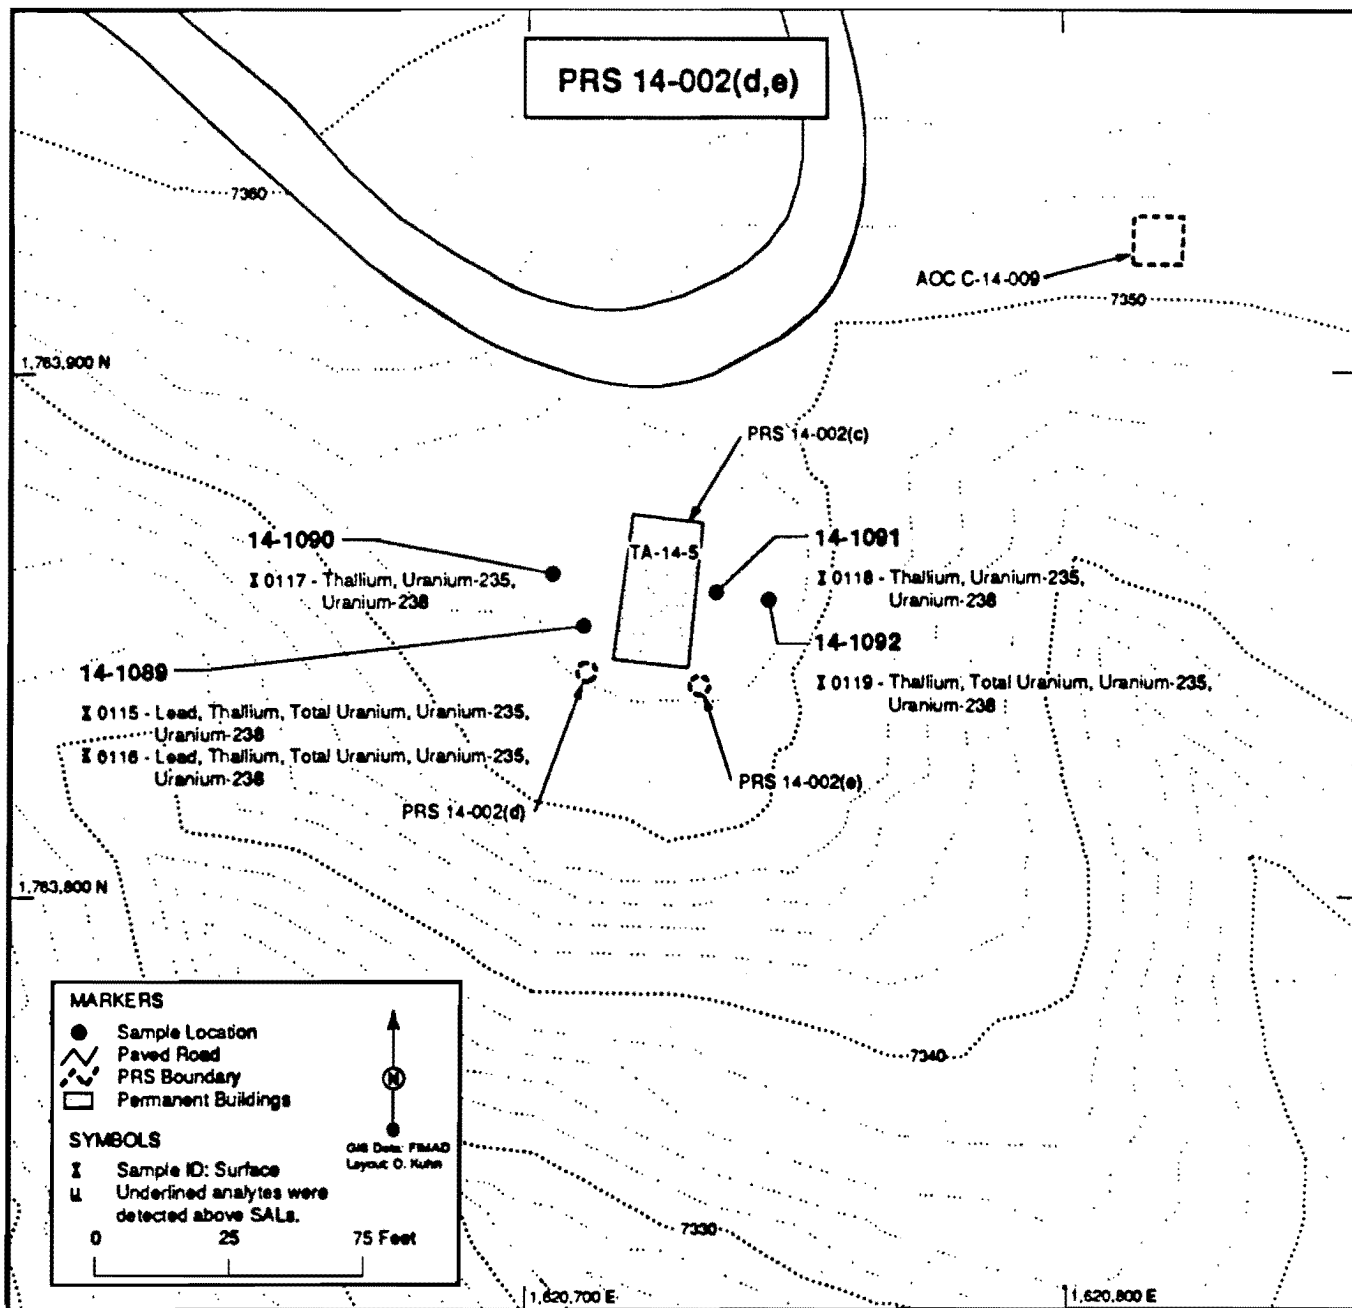 PRS 14-002(d,e)
7360
AOC C-14-009
7350
1,763,900 N
PRS 14-002(c)
14-1090
TA-14-5
14-1091
I 0117 - Thallium, Uranium-235,
Uranium-238
I 0118 - Thallium, Uranium-235,
Uranium-238
14-1092
14-1089
I 0119 - Thallium, Total Uranium, Uranium-235,
Uranium-238
I 0115 - Lead, Thallium, Total Uranium, Uranium-235,
Uranium-238
I 0116 - Lead, Thallium, Total Uranium, Uranium-235,
Uranium-238
PRS 14-002(e)
PRS 14-002(d)
1,763,800 N
MARKERS
Sample Location
Paved Road
PRS Boundary
Permanent Buildings
N
GIS Data: FIMAD
Layout: O. Kuhn
SYMBOLS
I Sample ID: Surface
u Underlined analytes were
detected above SALs.
0 25 75 Feet
7340
7330
1,620,700 E
1,620,800 E